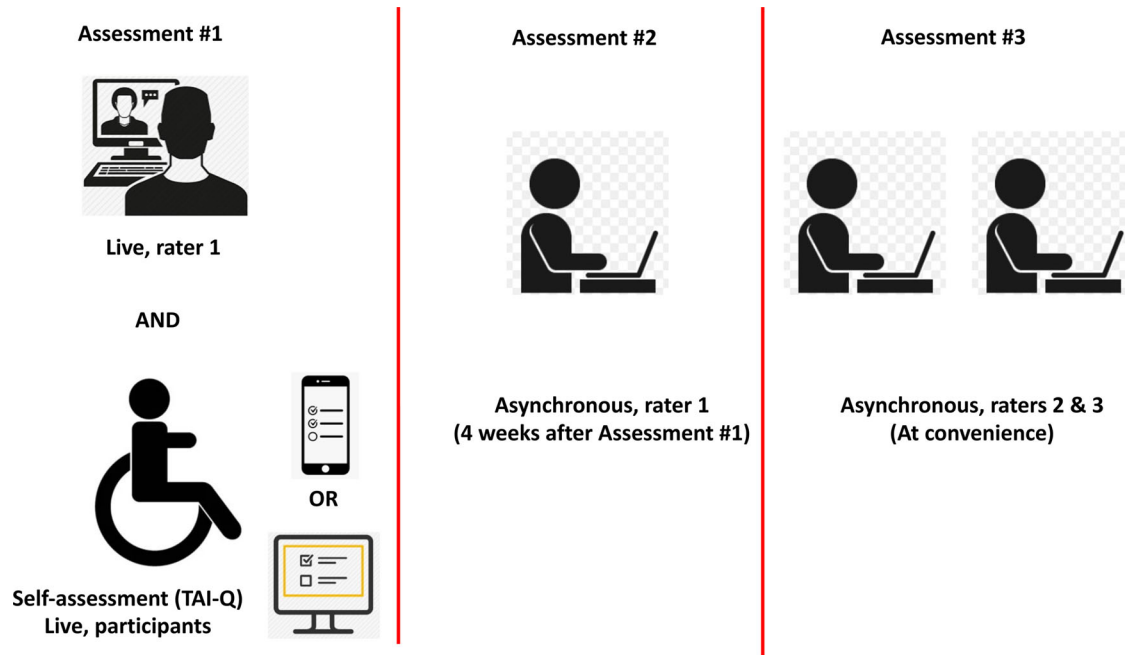 Assessment #1
Live, rater 1
AND
OR
Self-assessment (TAI-Q)
Live, participants
Assessment #2
Asynchronous, rater 1
(4 weeks after Assessment #1)
Assessment #3
Asynchronous, raters 2 & 3
(At convenience)